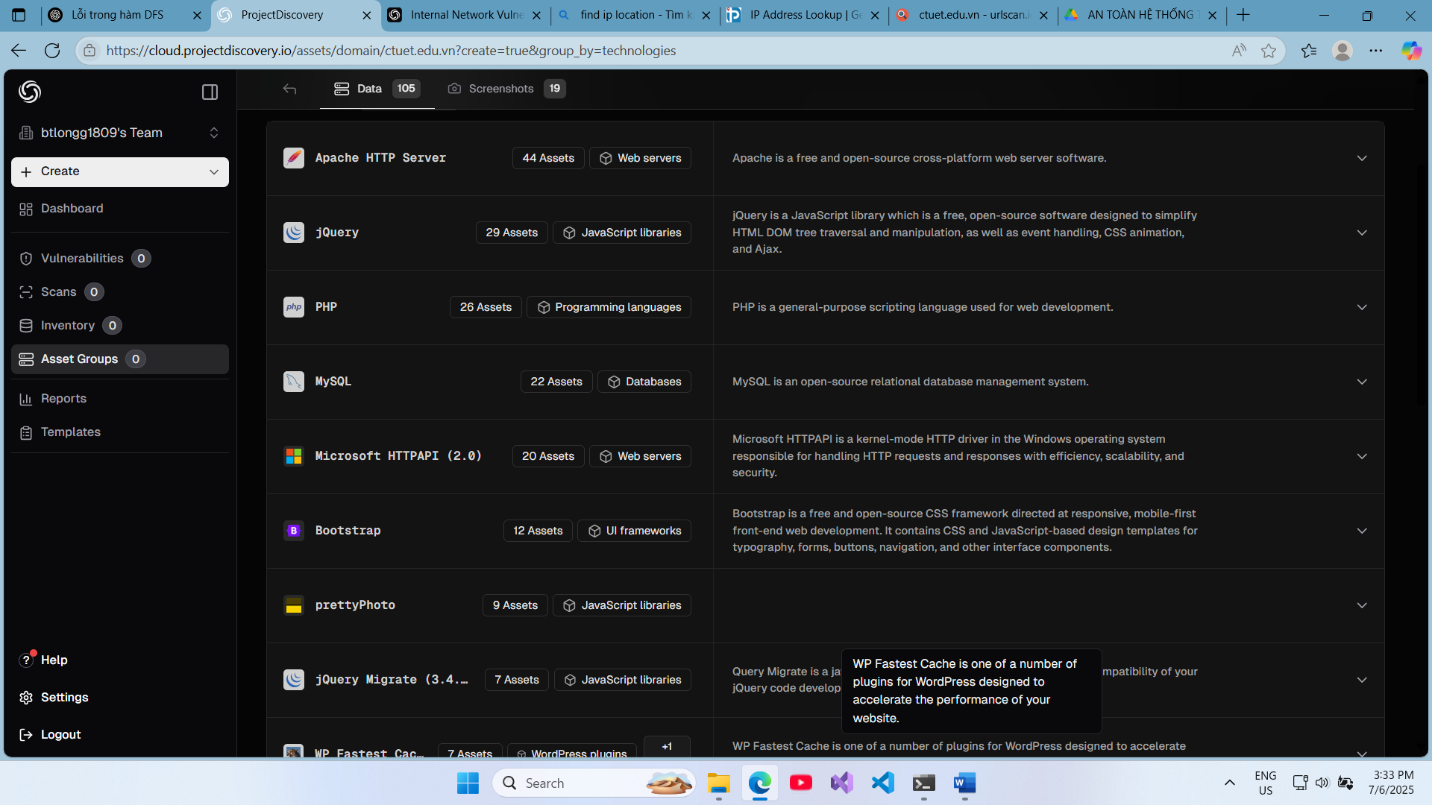 Lỗi trong hàm DFS
ProjectDiscovery
Internal Network Vulne
find ip location - Tìm k
IP Address Lookup | Ge
ctuet.edu.vn - urlscan.i
AN TOÀN HỆ THỐNG
https://cloud.projectdiscovery.io/assets/domain/ctuet.edu.vn?create=true&group_by=technologies
btlongg1809's Team
Create
Dashboard
Vulnerabilities 0
Scans 0
Inventory 0
Asset Groups 0
Reports
Templates
Help
Settings
Logout
Data 105
Screenshots 19
Apache HTTP Server 44 Assets Web servers
Apache is a free and open-source cross-platform web server software.
jQuery 29 Assets JavaScript libraries
jQuery is a JavaScript library which is a free, open-source software designed to simplify
HTML DOM tree traversal and manipulation, as well as event handling, CSS animation,
and Ajax.
php PHP 26 Assets Programming languages
PHP is a general-purpose scripting language used for web development.
MySQL 22 Assets Databases
MySQL is an open-source relational database management system.
Microsoft HTTPAPI (2.0) 20 Assets Web servers
Microsoft HTTPAPI is a kernel-mode HTTP driver in the Windows operating system
responsible for handling HTTP requests and responses with efficiency, scalability, and
security.
B Bootstrap 12 Assets UI frameworks
Bootstrap is a free and open-source CSS framework directed at responsive, mobile-first
front-end web development. It contains CSS and JavaScript-based design templates for
typography, forms, buttons, navigation, and other interface components.
prettyPhoto 9 Assets JavaScript libraries
jQuery Migrate (3.4.... 7 Assets JavaScript libraries
Query Migrate is a ja mpatibility of your
jQuery code develop
WP Fastest Cache is one of a number of
plugins for WordPress designed to
accelerate the performance of your
website.
WP Fastest Cac... 7 Assets WordPress plugins +1
WP Fastest Cache is one of a number of plugins for WordPress designed to accelerate
Search
ENG
US
3:33 PM
7/6/2025